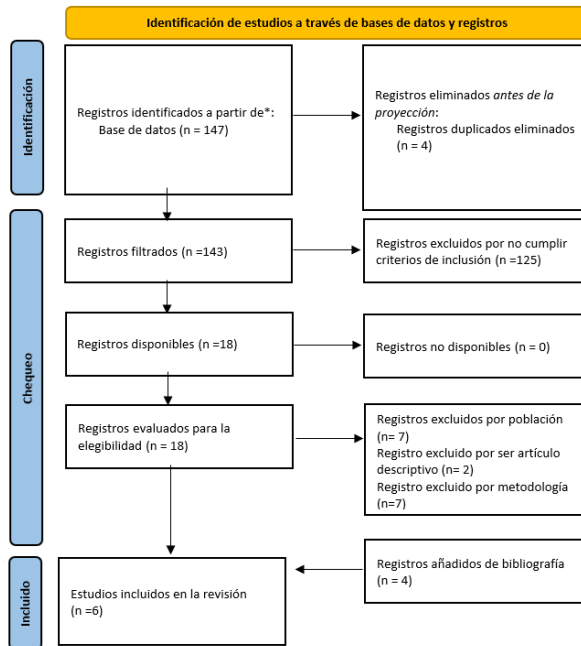 Identificación de estudios a través de bases de datos y registros
Identificación
Registros identificados a partir de*:
Base de datos (n = 147)
Registros eliminados antes de la
proyección:
Registros duplicados eliminados
(n = 4)
Chequeo
Registros filtrados (n =143)
Registros excluidos por no cumplir
criterios de inclusión (n =125)
Registros disponibles (n =18)
Registros no disponibles (n = 0)
Registros evaluados para la
elegibilidad (n = 18)
Registros excluidos por población
(n= 7)
Registro excluido por ser artículo
descriptivo (n= 2)
Registro excluido por metodología
(n=7)
Incluido
Estudios incluidos en la revisión
(n =6)
Registros añadidos de bibliografía
(n = 4)